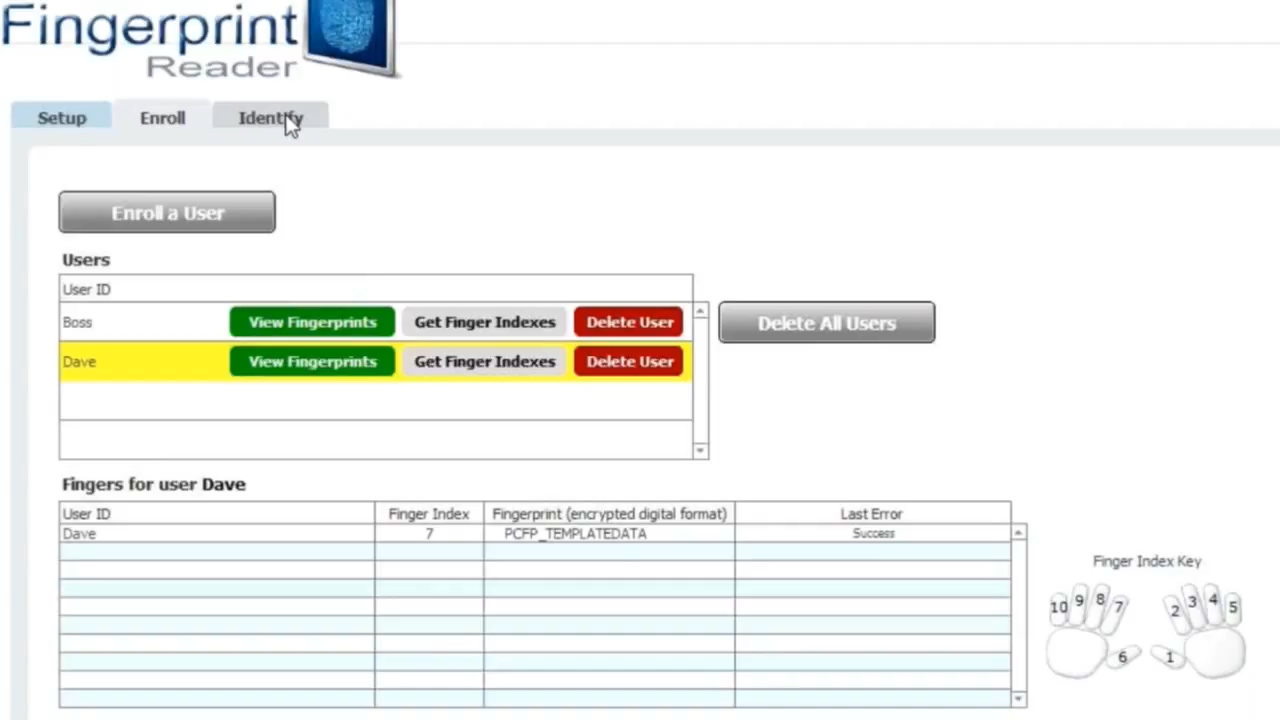 Fingerprint
Reader
Setup Enroll Identify
Enroll a User
Users
User ID
Boss View Fingerprints Get Finger Indexes Delete User
Delete All Users
Dave View Fingerprints Get Finger Indexes Delete User
Fingers for user Dave
User ID Finger Index Fingerprint (encrypted digital format) Last Error
Dave 7 PCFP_TEMPLATEDATA Success
Finger Index Key
10 9 8 7 2 3 4 5
6 1